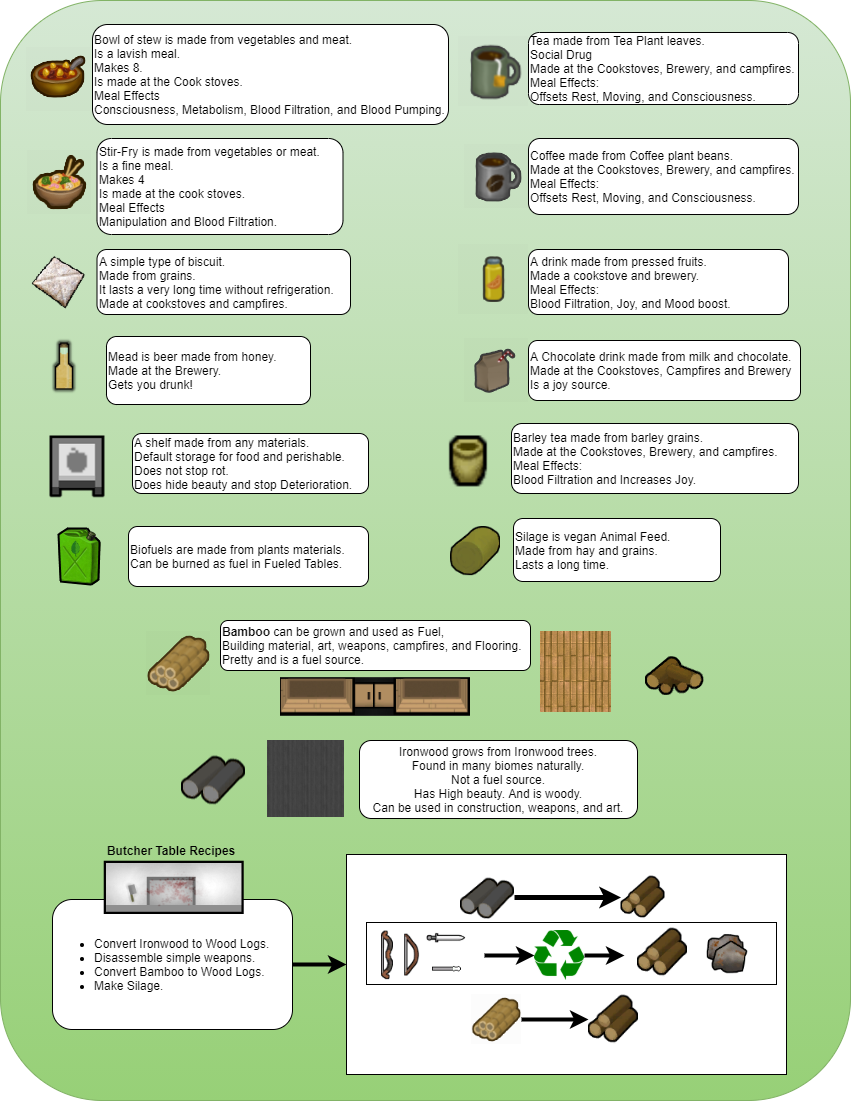 Bowl of stew is made from vegetables and meat.
Is a lavish meal.
Makes 8.
Is made at the Cook stoves.
Meal Effects
Consciousness, Metabolism, Blood Filtration, and Blood Pumping.
Tea made from Tea Plant leaves.
Social Drug
Made at the Cookstoves, Brewery, and campfires.
Meal Effects:
Offsets Rest, Moving, and Consciousness.
Stir-Fry is made from vegetables or meat.
Is a fine meal.
Makes 4
Is made at the cook stoves.
Meal Effects
Manipulation and Blood Filtration.
Coffee made from Coffee plant beans.
Made at the Cookstoves, Brewery, and campfires.
Meal Effects:
Offsets Rest, Moving, and Consciousness.
A simple type of biscuit.
Made from grains.
It lasts a very long time without refrigeration.
Made at cookstoves and campfires.
A drink made from pressed fruits.
Made a cookstove and brewery.
Meal Effects:
Blood Filtration, Joy, and Mood boost.
Mead is beer made from honey.
Made at the Brewery.
Gets you drunk!
A Chocolate drink made from milk and chocolate.
Made at the Cookstoves, Campfires and Brewery
Is a joy source.
A shelf made from any materials.
Default storage for food and perishable.
Does not stop rot.
Does hide beauty and stop Deterioration.
Barley tea made from barley grains.
Made at the Cookstoves, Brewery, and campfires.
Meal Effects:
Blood Filtration and Increases Joy.
Biofuels are made from plants materials.
Can be burned as fuel in Fueled Tables.
Silage is vegan Animal Feed.
Made from hay and grains.
Lasts a long time.
Bamboo can be grown and used as Fuel,
Building material, art, weapons, campfires, and Flooring.
Pretty and is a fuel source.
Ironwood grows from Ironwood trees.
Found in many biomes naturally.
Not a fuel source.
Has High beauty. And is woody.
Can be used in construction, weapons, and art.
Butcher Table Recipes
• Convert Ironwood to Wood Logs.
• Disassemble simple weapons.
• Convert Bamboo to Wood Logs.
• Make Silage.